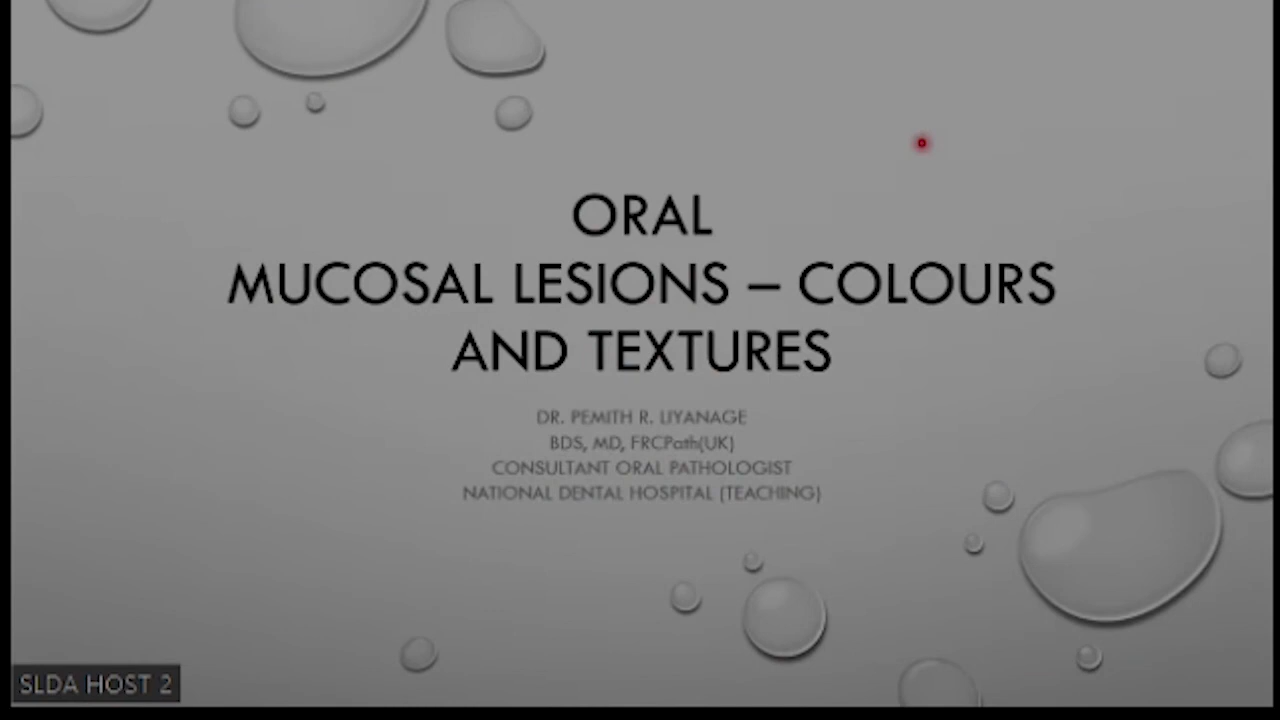 ORAL
MUCOSAL LESIONS – COLOURS
AND TEXTURES
DR. PEMITH R. LIYANAGE
BDS, MD, FRCPath(UK)
CONSULTANT ORAL PATHOLOGIST
NATIONAL DENTAL HOSPITAL (TEACHING)
SLDA HOST 2